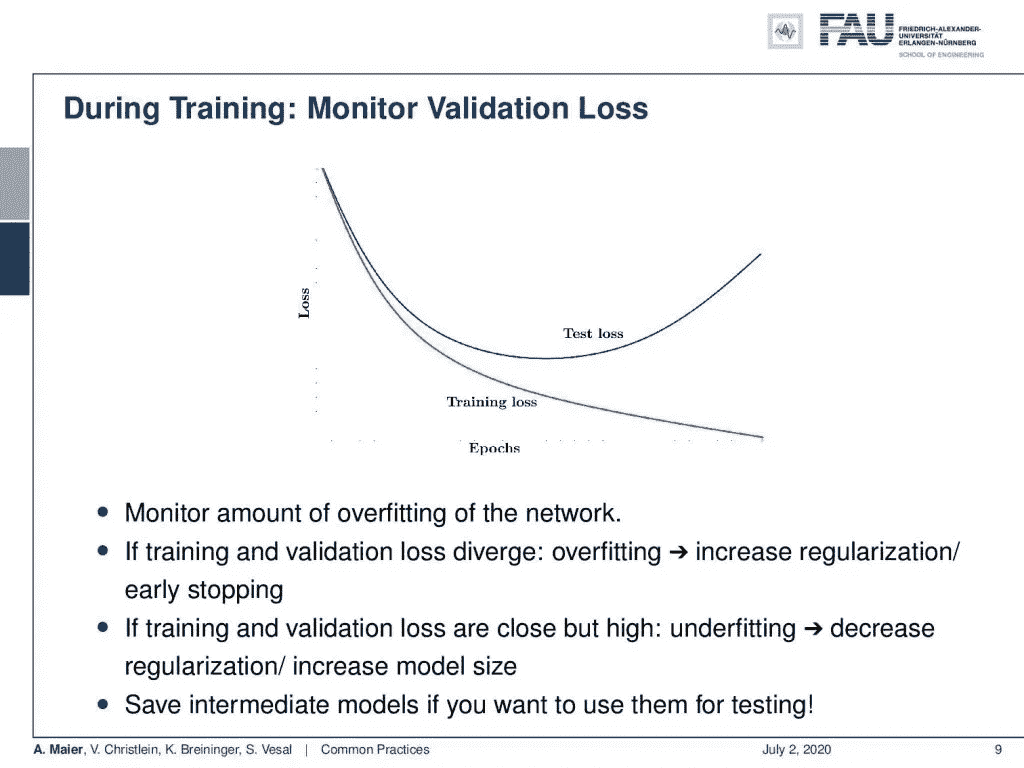 FAU
FRIEDRICH-ALEXANDER-
UNIVERSITÄT
ERLANGEN-NÜRNBERG
SCHOOL OF ENGINEERING
During Training: Monitor Validation Loss
Loss
Test loss
Training loss
Epochs
• Monitor amount of overfitting of the network.
• If training and validation loss diverge: overfitting ➔ increase regularization/
early stopping
• If training and validation loss are close but high: underfitting ➔ decrease
regularization/ increase model size
• Save intermediate models if you want to use them for testing!
A. Maier, V. Christlein, K. Breininger, S. Vesal | Common Practices July 2, 2020 9